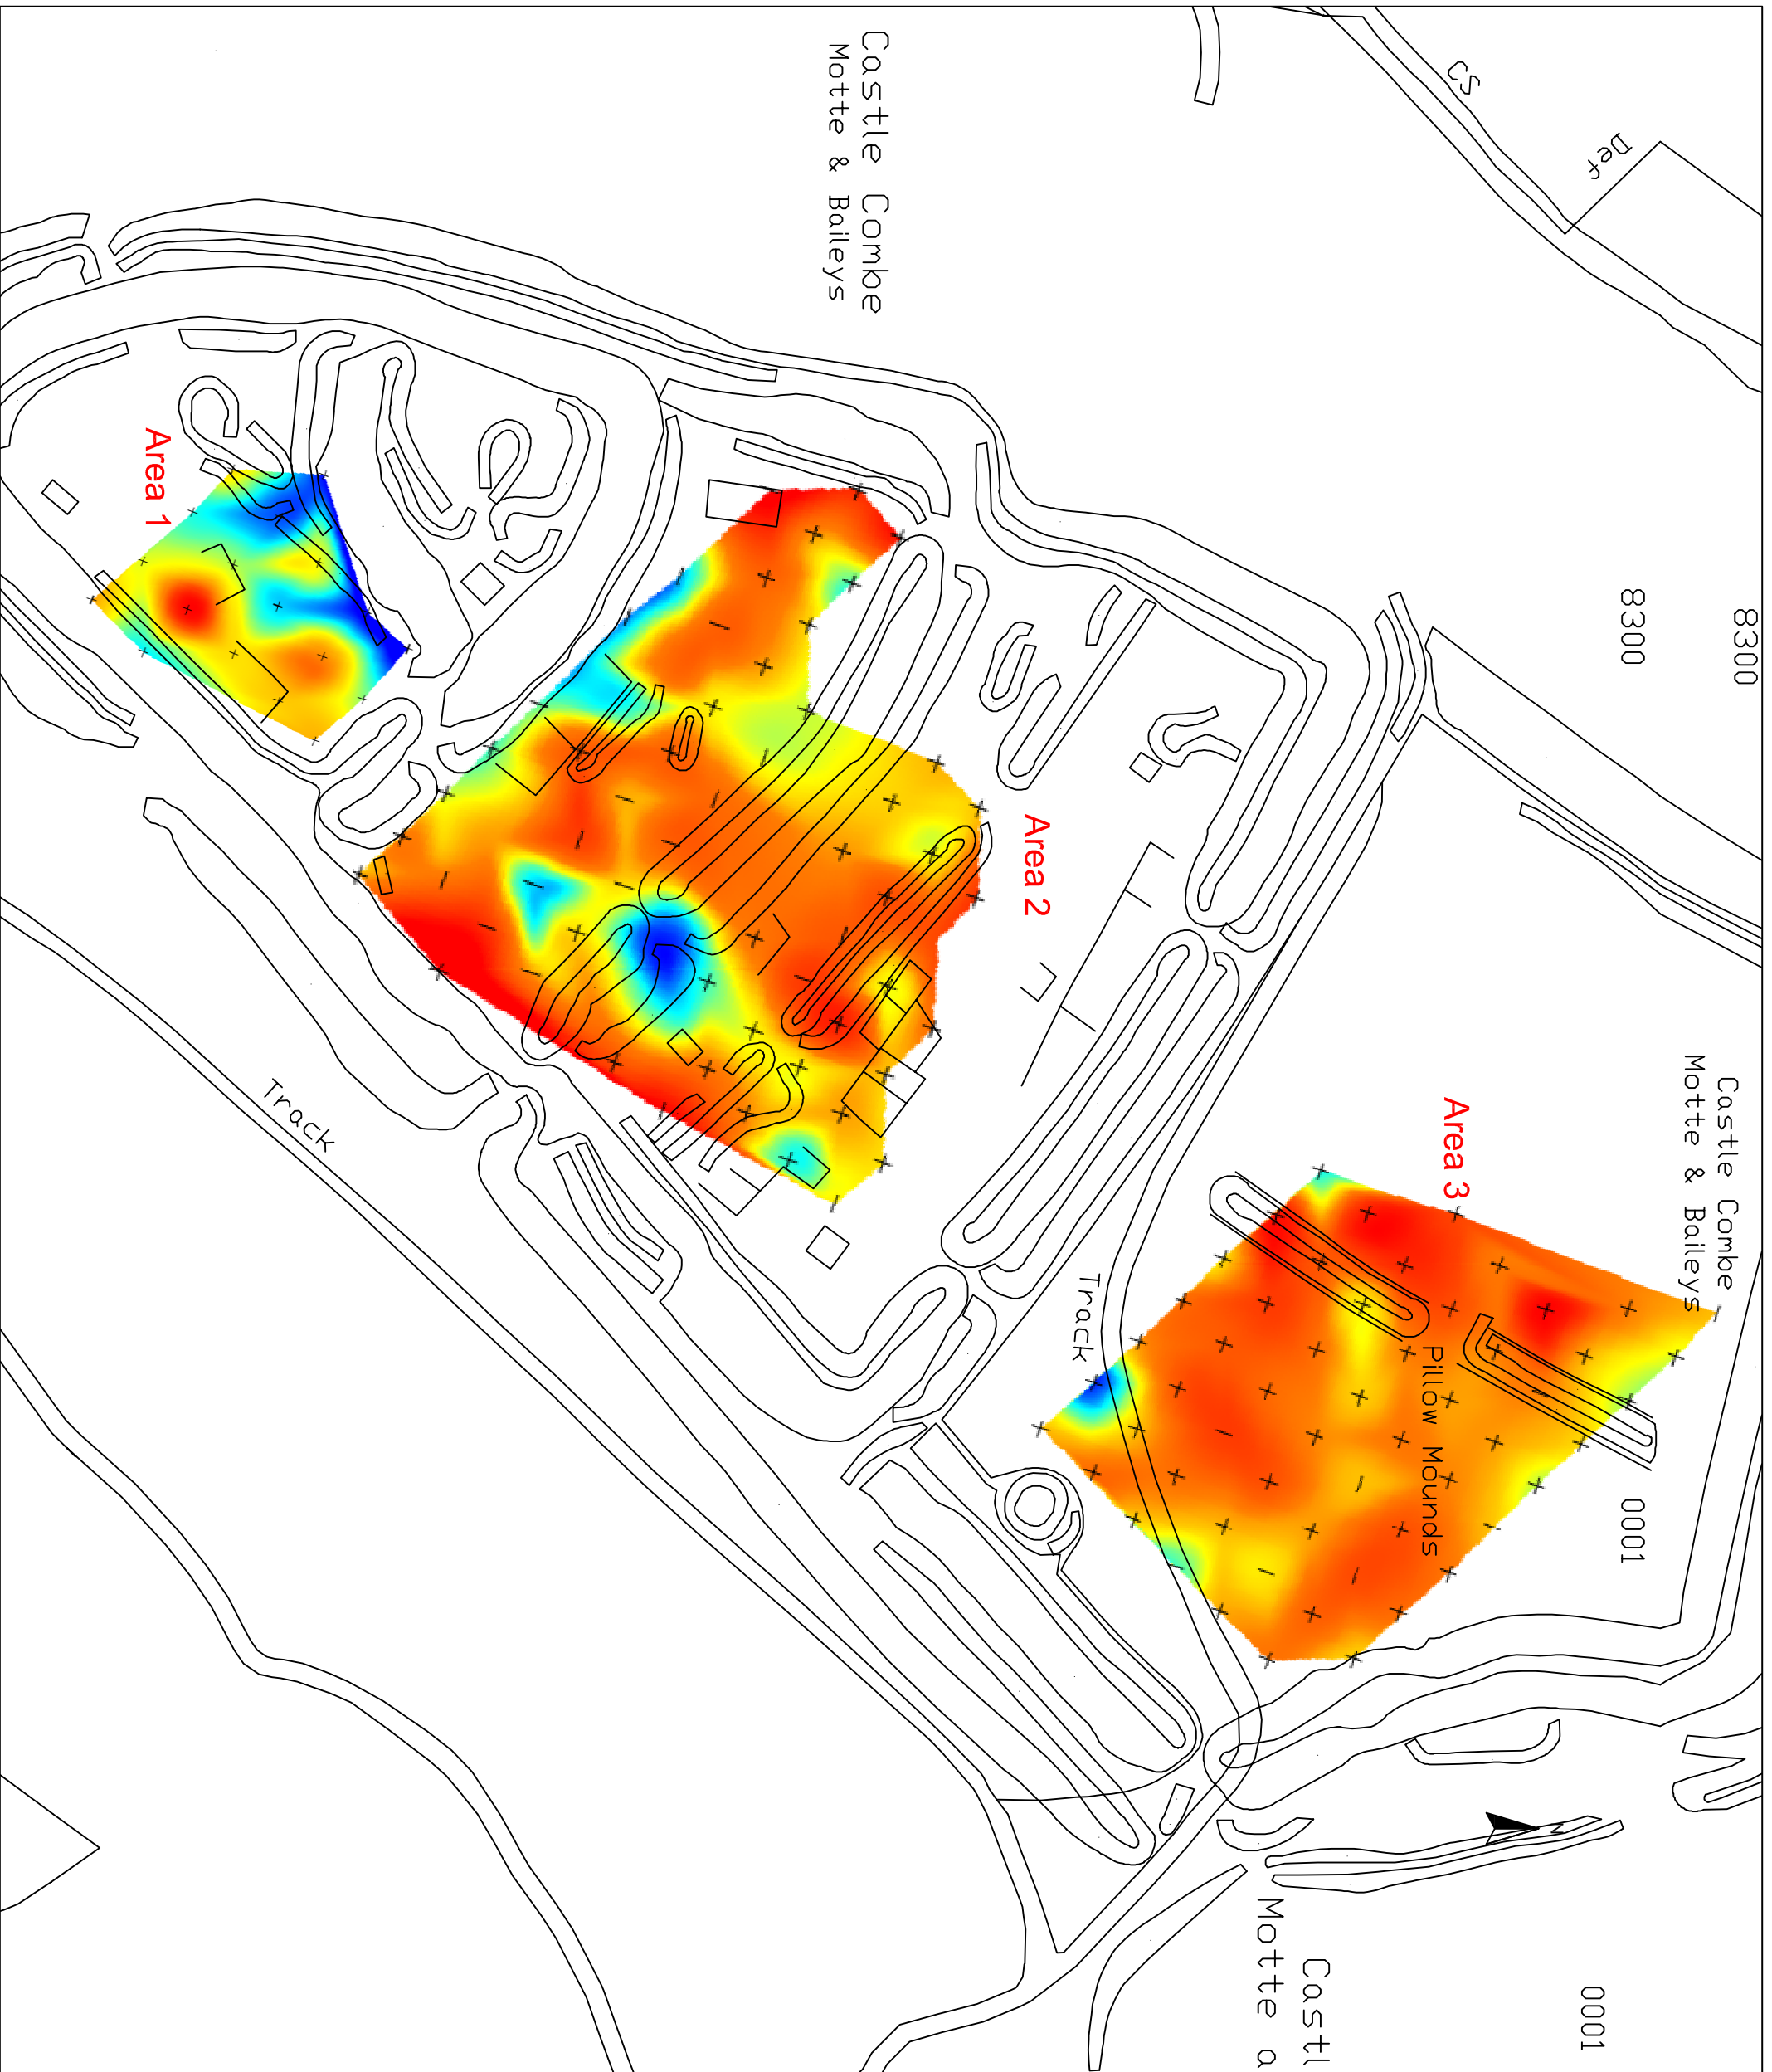 8300
8300
CS
Def
Castle Combe
Motte & Baileys
Castle Combe
Motte & Baileys
Area 3
Pillow Mounds
0001
Area 2
Track
Area 1
Track
N
0001
Castl
Motte a